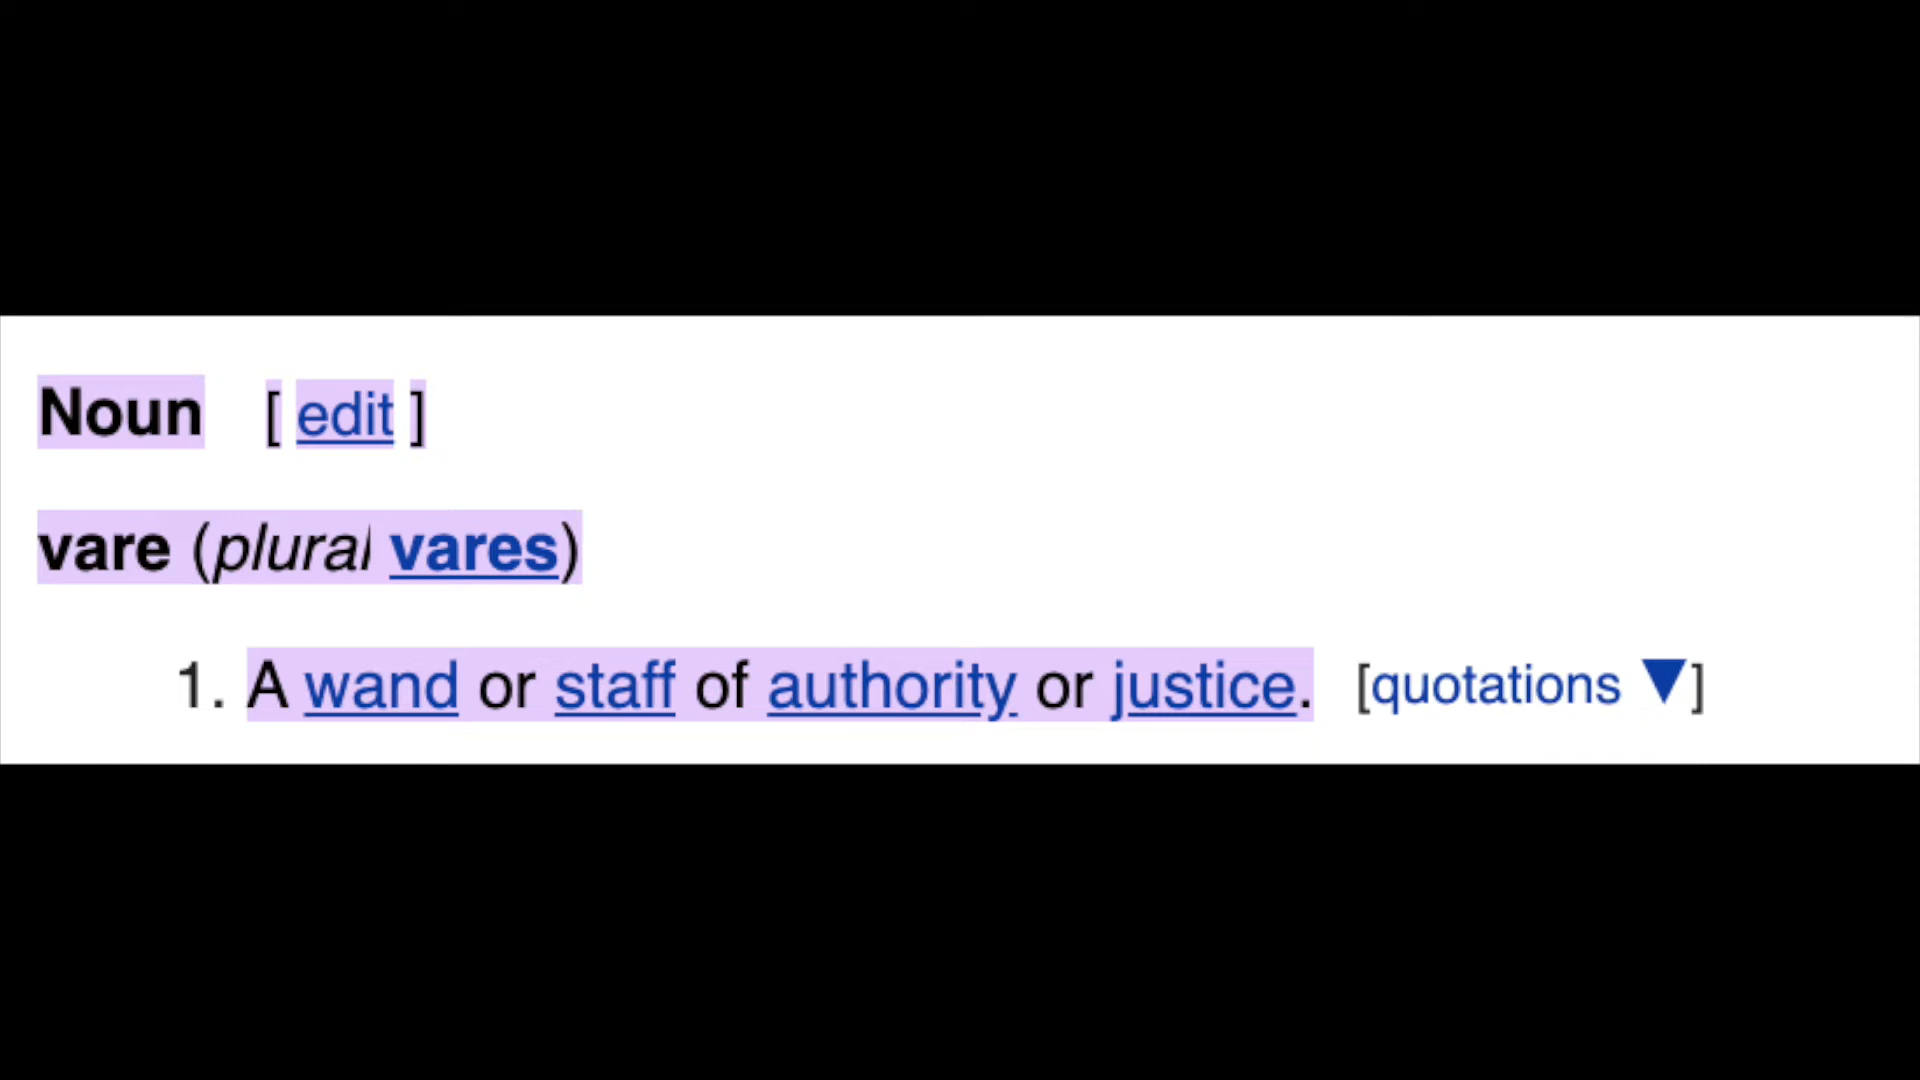 Noun [ edit ]
vare (plural vares)
1. A wand or staff of authority or justice. [quotations ▼]